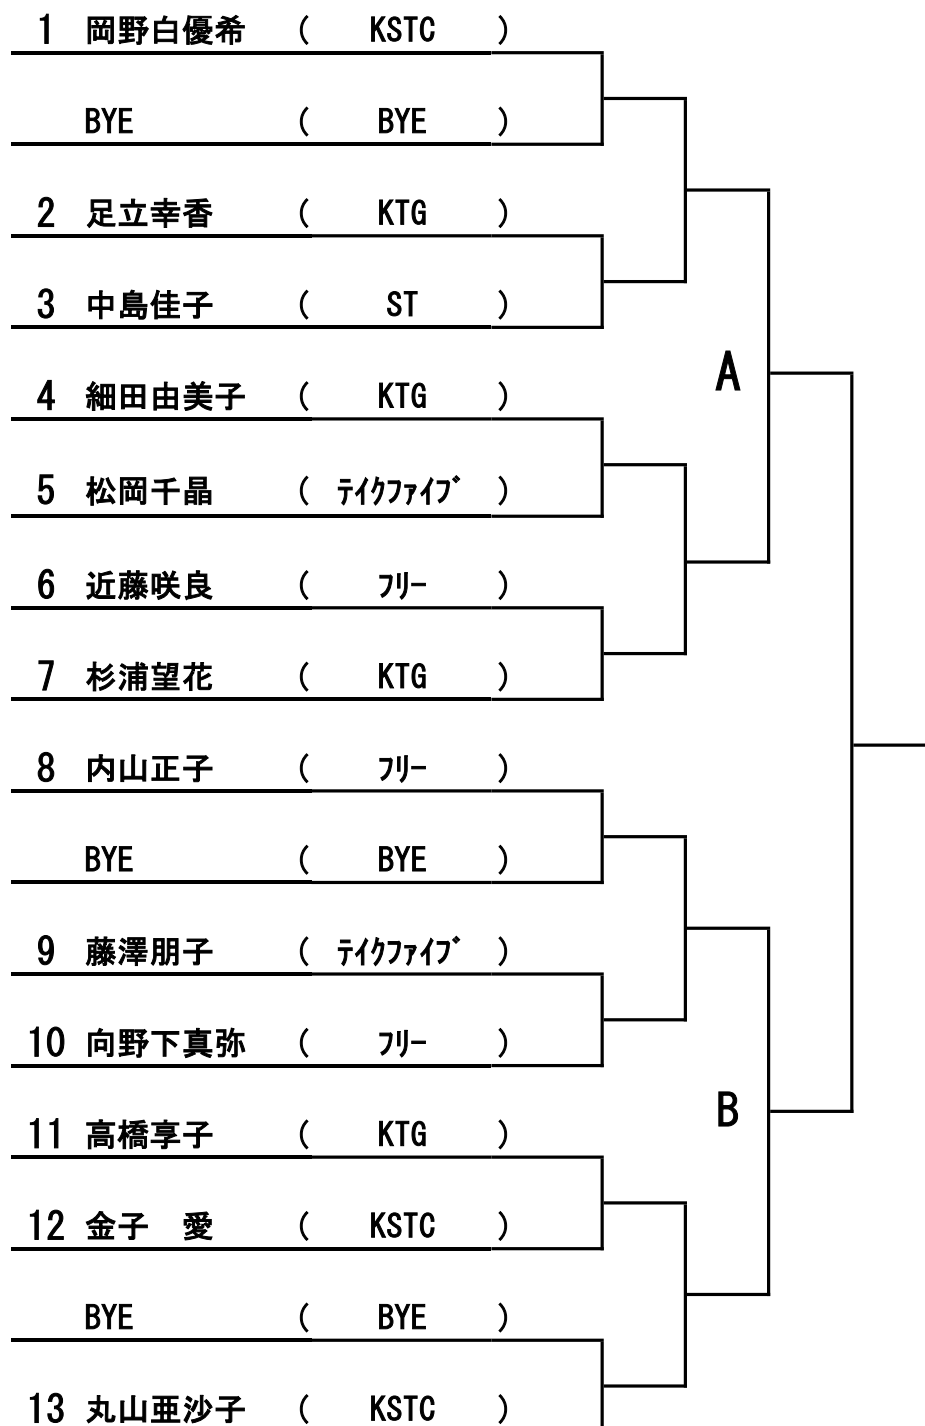 1 岡野白優希 ( KSTC )
BYE ( BYE )
2 足立幸香 ( KTG )
3 中島佳子 ( ST )
A
4 細田由美子 ( KTG )
5 松岡千晶 ( ﾃｲｸﾌｧｲﾌﾞ )
6 近藤咲良 ( ﾌﾘｰ )
7 杉浦望花 ( KTG )
8 内山正子 ( ﾌﾘｰ )
BYE ( BYE )
9 藤澤朋子 ( ﾃｲｸﾌｧｲﾌﾞ )
10 向野下真弥 ( ﾌﾘｰ )
B
11 高橋享子 ( KTG )
12 金子　愛 ( KSTC )
BYE ( BYE )
13 丸山亜沙子 ( KSTC )